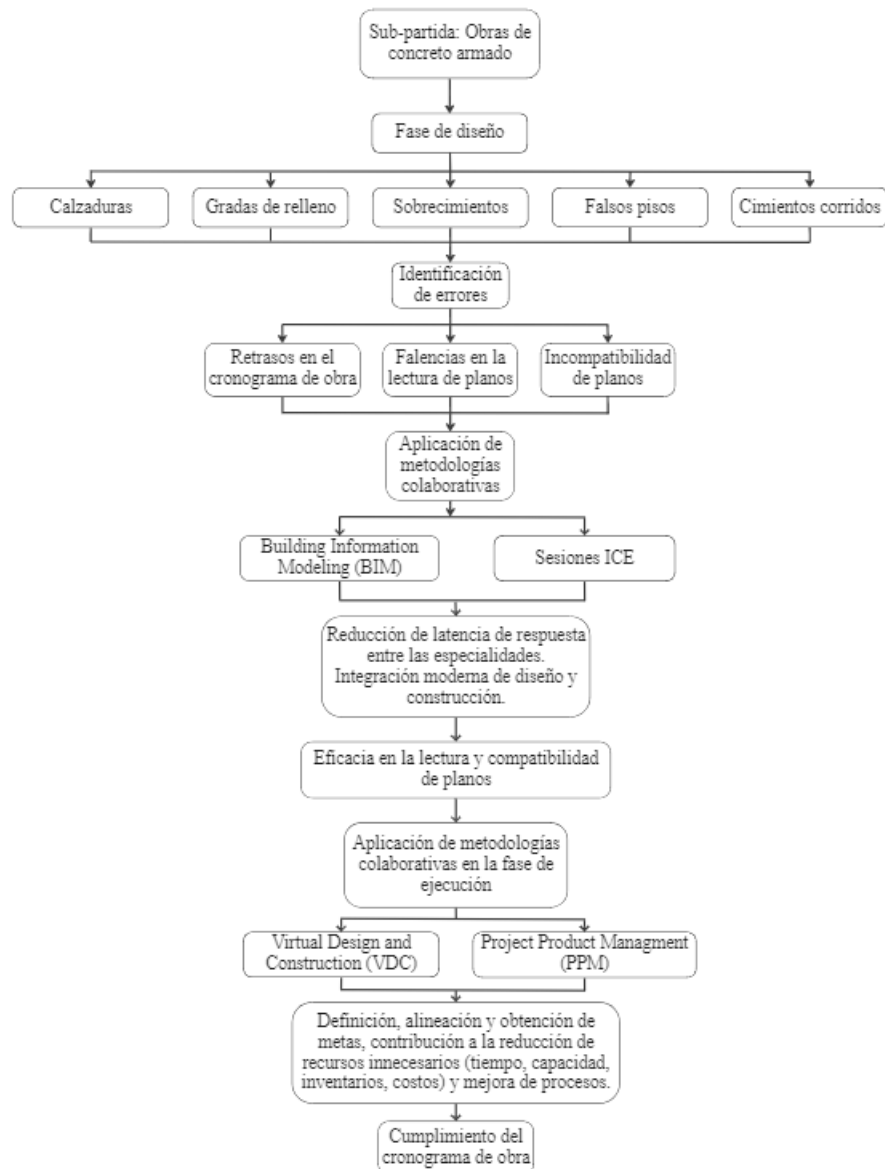 Sub-partida: Obras de
concreto armado
Fase de diseño
Calzaduras
Gradas de relleno
Sobrecimientos
Falsos pisos
Cimientos corridos
Identificación
de errores
Retrasos en el
cronograma de obra
Falencias en la
lectura de planos
Incompatibilidad
de planos
Aplicación de
metodologías
colaborativas
Building Information
Modeling (BIM)
Sesiones ICE
Reducción de latencia de respuesta
entre las especialidades.
Integración moderna de diseño y
construcción.
Eficacia en la lectura y compatibilidad
de planos
Aplicación de metodologías
colaborativas en la fase de
ejecución
Virtual Design and
Construction (VDC)
Project Product Managment
(PPM)
Definición, alineación y obtención de
metas, contribución a la reducción de
recursos innecesarios (tiempo, capacidad,
inventarios, costos) y mejora de procesos.
Cumplimiento del
cronograma de obra